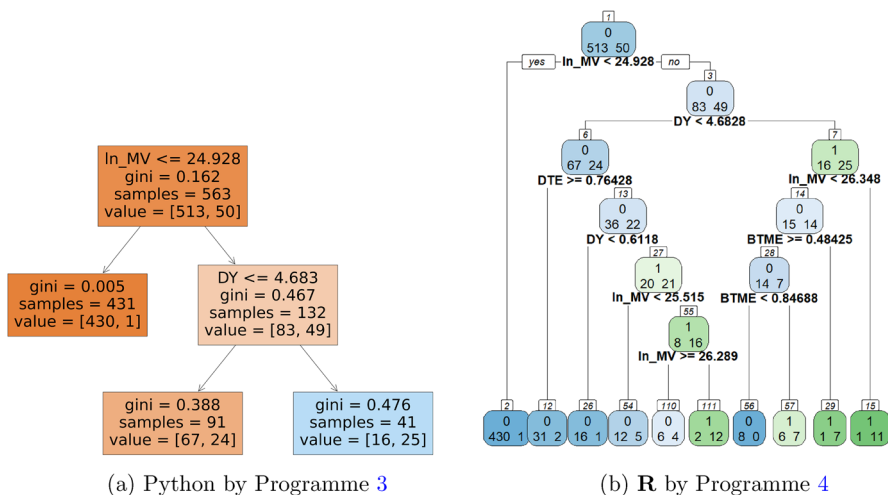 ln_MV <= 24.928
gini = 0.162
samples = 563
value = [513, 50]
gini = 0.005
samples = 431
value = [430, 1]
DY <= 4.683
gini = 0.467
samples = 132
value = [83, 49]
gini = 0.388
samples = 91
value = [67, 24]
gini = 0.476
samples = 41
value = [16, 25]
(a) Python by Programme 3
1
0
513 50
yes ln_MV < 24.928 no
3
0
83 49
DY < 4.6828
6
0
67 24
DTE >= 0.76428
7
1
16 25
ln_MV < 26.348
13
0
36 22
DY < 0.6118
14
0
15 14
BTME >= 0.48425
27
1
20 21
ln_MV < 25.515
28
0
14 7
BTME < 0.84688
55
1
8 16
ln_MV >= 26.289
2
0
430 1
12
0
31 2
26
0
16 1
54
0
12 5
110
0
6 4
111
1
2 12
56
0
8 0
57
1
6 7
29
1
1 7
15
1
1 11
(b) R by Programme 4